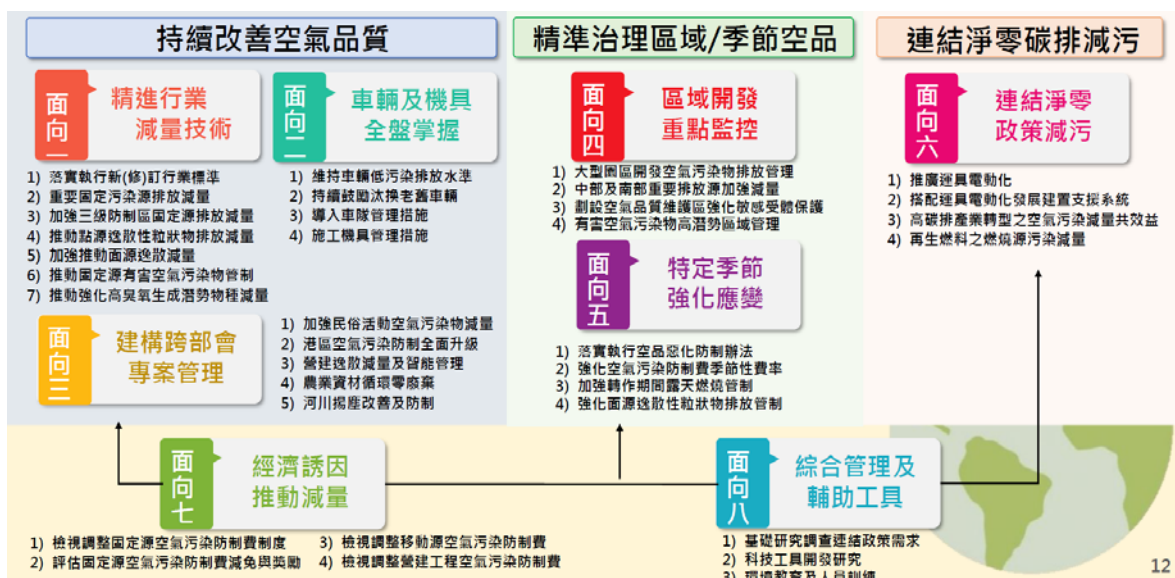 持續改善空氣品質
面向一
精進行業
減量技術
1) 落實執行新(修)訂行業標準
2) 重要固定污染源排放減量
3) 加強三級防制區固定源排放減量
4) 推動點源逸散性粒狀物排放減量
5) 加強推動面源逸散減量
6) 推動固定源有害空氣污染物管制
7) 推動強化高臭氧生成潛勢物種減量
面向二
車輛及機具
全盤掌握
1) 維持車輛低污染排放水準
2) 持續鼓勵汰換老舊車輛
3) 導入車隊管理措施
4) 施工機具管理措施
面向三
建構跨部會
專案管理
1) 加強民俗活動空氣污染物減量
2) 港區空氣污染防制全面升級
3) 營建逸散減量及智能管理
4) 農業資材循環零廢棄
5) 河川揚塵改善及防制
精準治理區域/季節空品
面向四
區域開發
重點監控
1) 大型園區開發空氣污染物排放管理
2) 中部及南部重要排放源加強減量
3) 劃設空氣品質維護區強化敏感受體保護
4) 有害空氣污染物高潛勢區域管理
面向五
特定季節
強化應變
1) 落實執行空品惡化防制辦法
2) 強化空氣污染防制費季節性費率
3) 加強轉作期間露天燃燒管制
4) 強化面源逸散性粒狀物排放管制
連結淨零碳排減污
面向六
連結淨零
政策減污
1) 推廣運具電動化
2) 搭配運具電動化發展建置支援系統
3) 高碳排產業轉型之空氣污染減量共效益
4) 再生燃料之燃燒源污染減量
面向七
經濟誘因
推動減量
1) 檢視調整固定源空氣污染防制費制度
2) 評估固定源空氣污染防制費減免與獎勵
3) 檢視調整移動源空氣污染防制費
4) 檢視調整營建工程空氣污染防制費
面向八
綜合管理及
輔助工具
1) 基礎研究調查連結政策需求
2) 科技工具開發研究
3) 環境教育及人員訓練
12